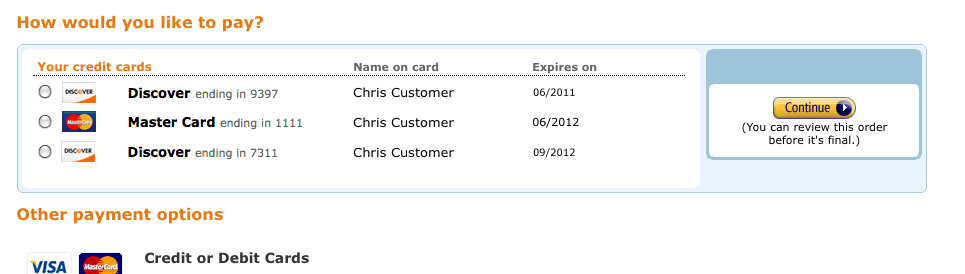 How would you like to pay?
Your credit cards Name on card Expires on
DISCOVER Discover ending in 9397 Chris Customer 06/2011
MasterCard Master Card ending in 1111 Chris Customer 06/2012
DISCOVER Discover ending in 7311 Chris Customer 09/2012
Continue
(You can review this order
before it's final.)
Other payment options
VISA MasterCard Credit or Debit Cards